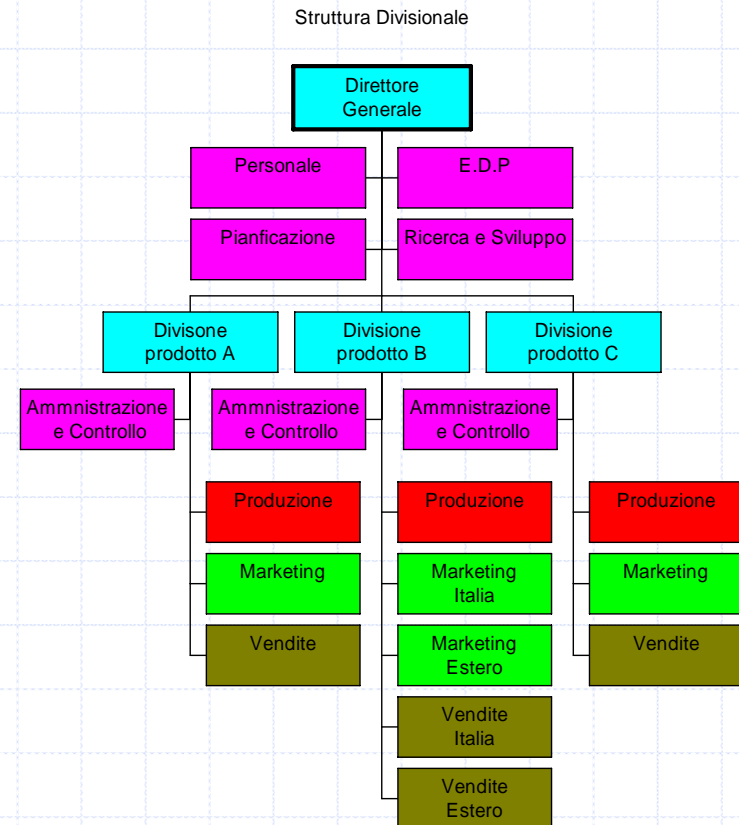 Struttura Divisionale
Direttore
Generale
Personale
E.D.P
Pianficazione
Ricerca e Sviluppo
Divisone
prodotto A
Divisione
prodotto B
Divisione
prodotto C
Ammnistrazione
e Controllo
Ammnistrazione
e Controllo
Ammnistrazione
e Controllo
Produzione
Produzione
Produzione
Marketing
Marketing
Italia
Marketing
Vendite
Marketing
Estero
Vendite
Vendite
Italia
Vendite
Estero